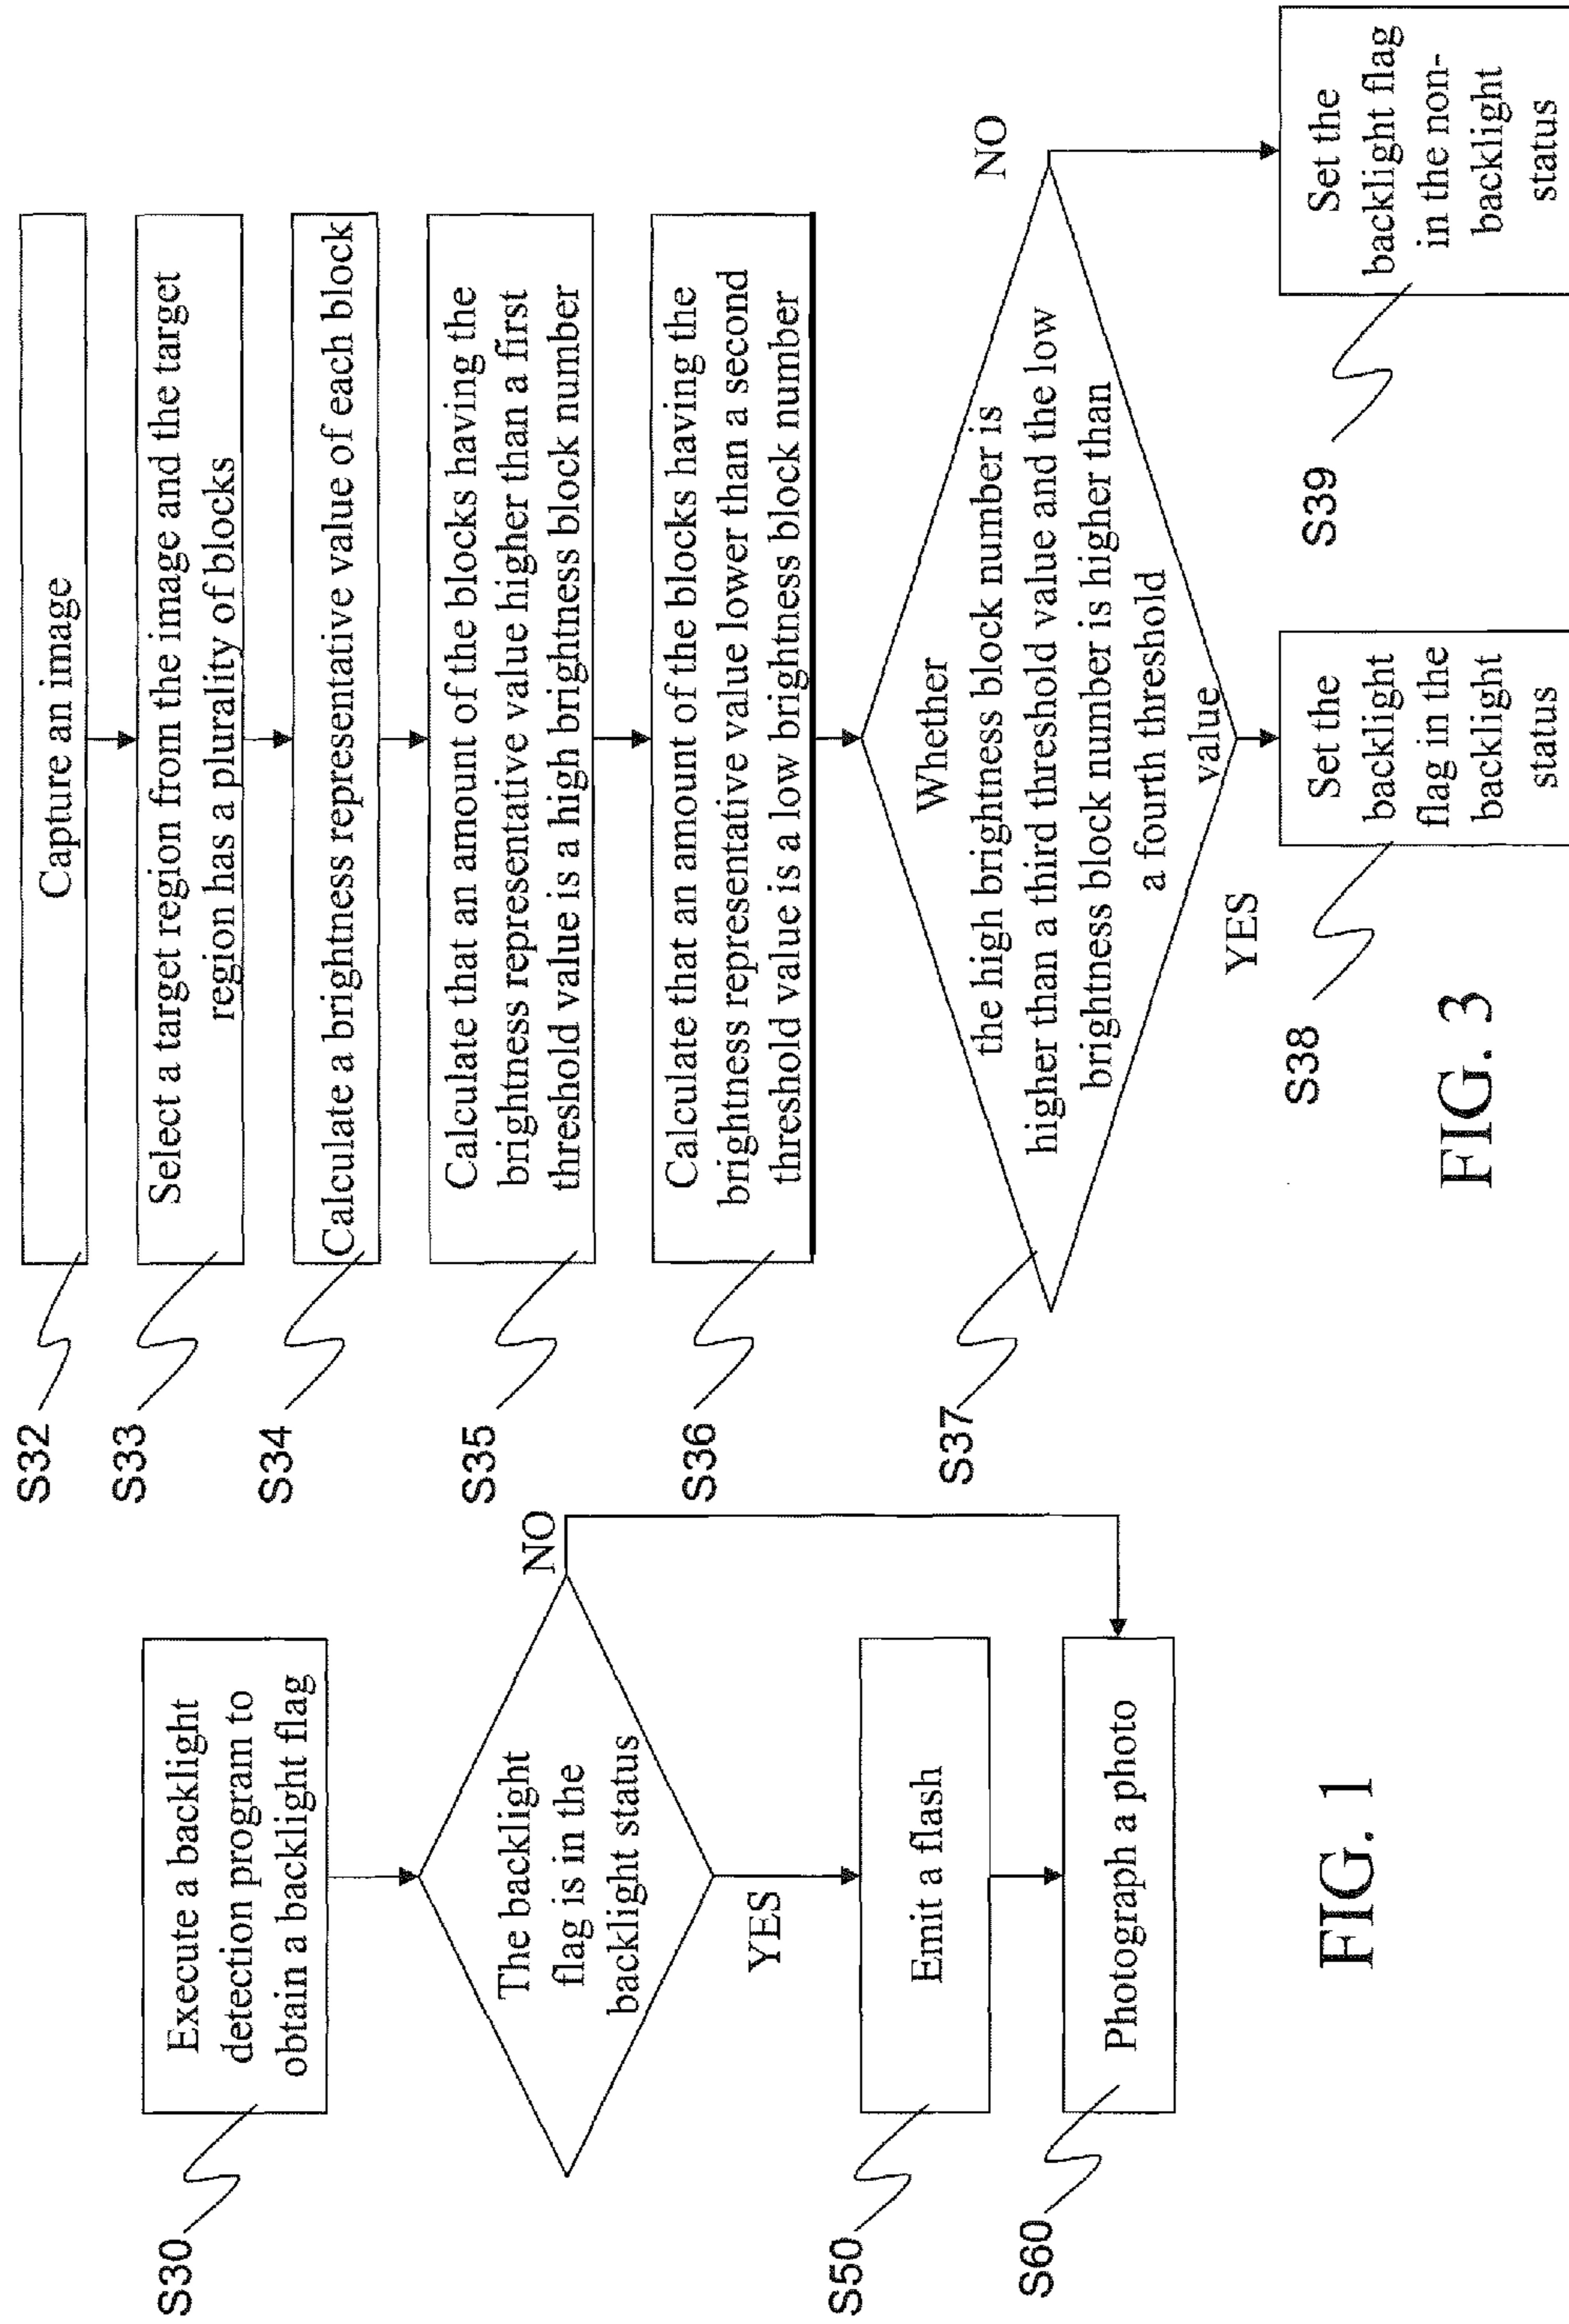 S30
Execute a backlight
detection program to
obtain a backlight flag
The backlight
flag is in the
backlight status
NO
YES
S50
Emit a flash
S60
Photograph a photo
FIG. 1
S32
Capture an image
S33
Select a target region from the image and the target
region has a plurality of blocks
S34
Calculate a brightness representative value of each block
S35
Calculate that an amount of the blocks having the
brightness representative value higher than a first
threshold value is a high brightness block number
S36
Calculate that an amount of the blocks having the
brightness representative value lower than a second
threshold value is a low brightness block number
S37
Whether
the high brightness block number is
higher than a third threshold value and the low
brightness block number is higher than
a fourth threshold
value
NO
YES
S38
Set the
backlight
flag in the
backlight
status
S39
Set the
backlight flag
in the non-
backlight
status
FIG. 3